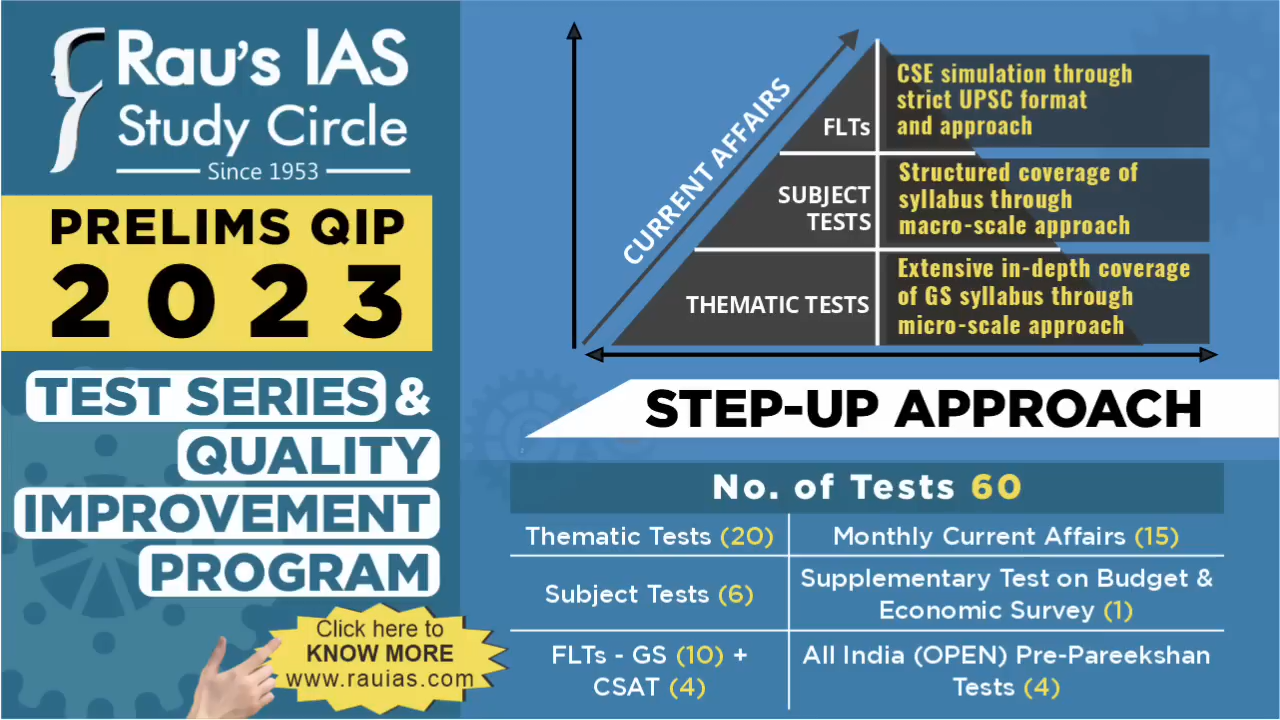 Rau's IAS
Study Circle
Since 1953
PRELIMS QIP
2023
TEST SERIES &
QUALITY
IMPROVEMENT
PROGRAM
Click here to
KNOW MORE
www.rauias.com
CURRENT AFFAIRS
FLTs
CSE simulation through
strict UPSC format
and approach
SUBJECT
TESTS
Structured coverage of
syllabus through
macro-scale approach
THEMATIC TESTS
Extensive in-depth coverage
of GS syllabus through
micro-scale approach
STEP-UP APPROACH
No. of Tests 60
Thematic Tests (20)
Monthly Current Affairs (15)
Subject Tests (6)
Supplementary Test on Budget &
Economic Survey (1)
FLTs - GS (10) +
CSAT (4)
All India (OPEN) Pre-Pareekshan
Tests (4)